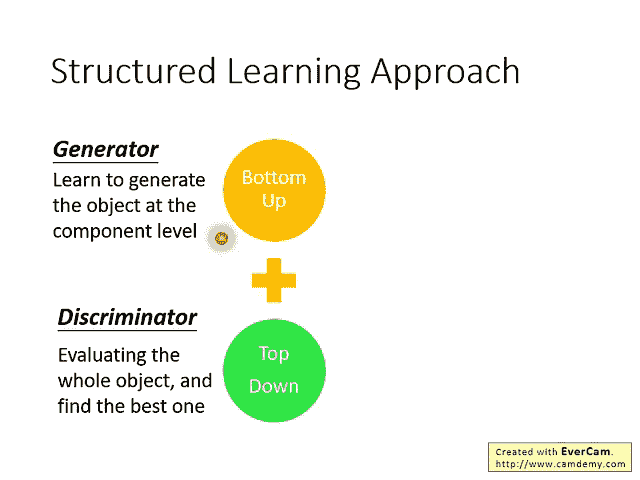 Structured Learning Approach
Generator
Learn to generate
the object at the
component level
Bottom
Up
Discriminator
Evaluating the
whole object, and
find the best one
Top
Down
Created with EverCam.
http://www.camdemy.com